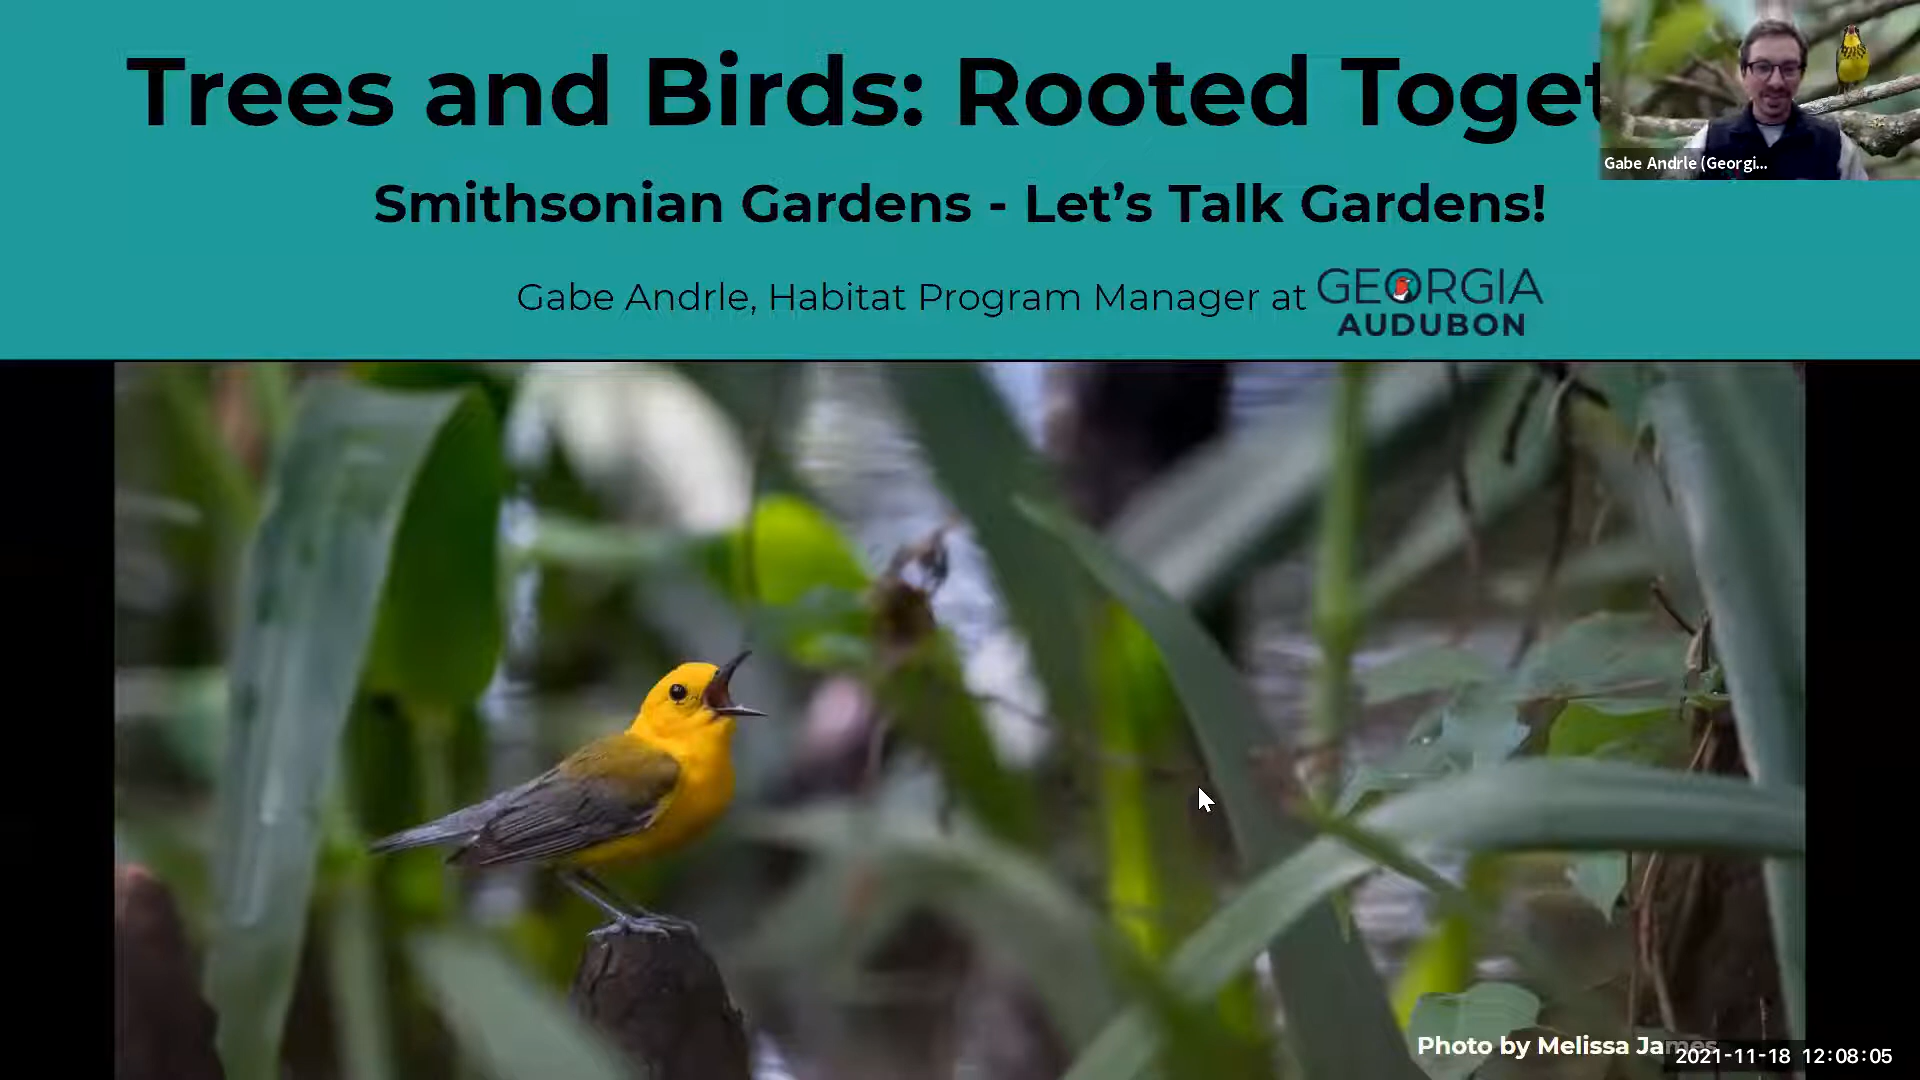 Trees and Birds: Rooted Toget
Gabe Andrle (Georgi...
Smithsonian Gardens - Let's Talk Gardens!
Gabe Andrle, Habitat Program Manager at GEORGIA AUDUBON
Photo by Melissa James
2021-11-18 12:08:05